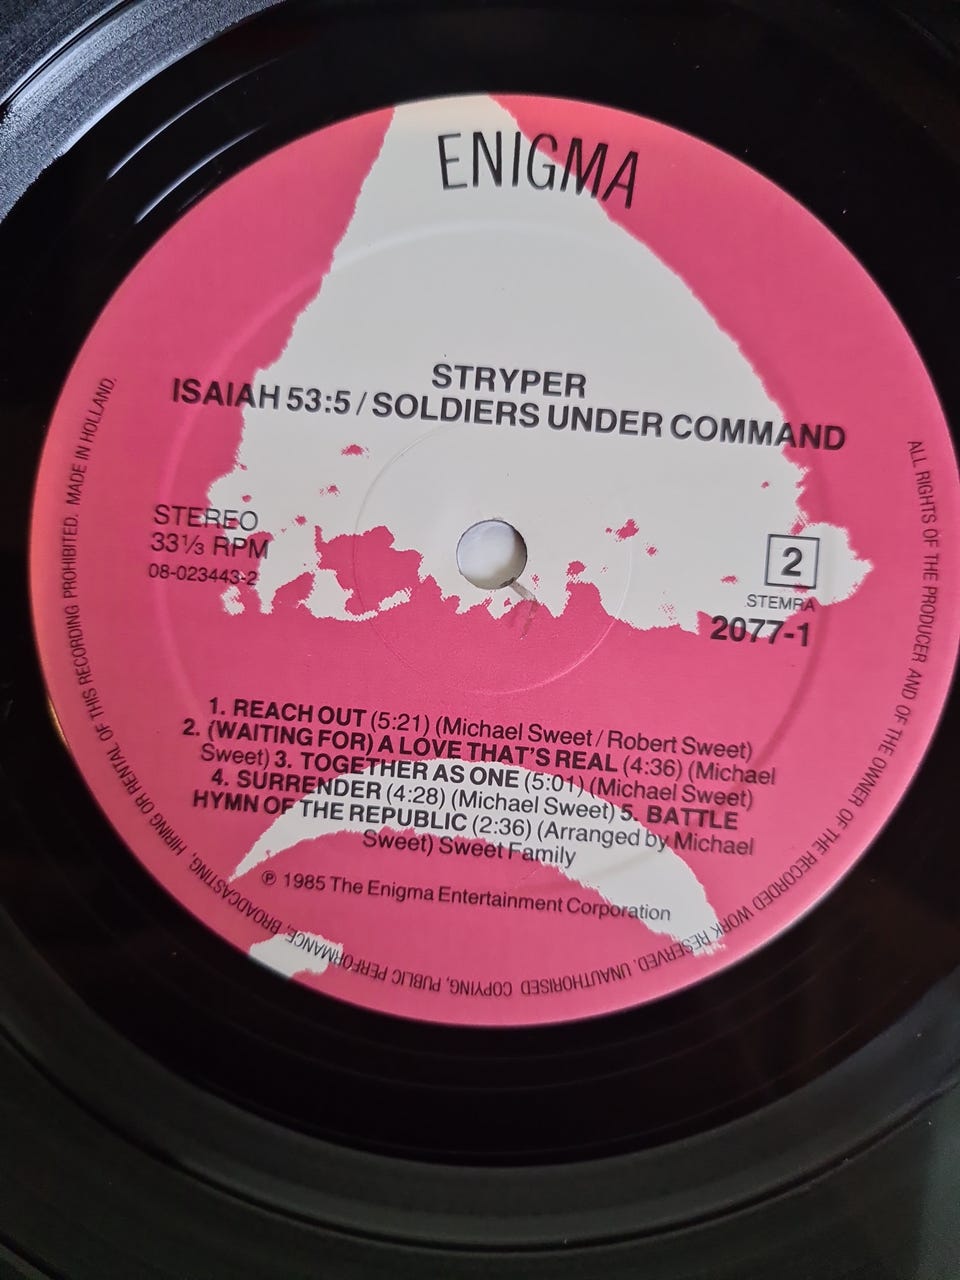 ENIGMA
STRYPER
ISAIAH 53:5 / SOLDIERS UNDER COMMAND
STEREO
33⅓ RPM
08-023443-2
2
STEMRA
2077-1
1. REACH OUT (5:21) (Michael Sweet / Robert Sweet)
2. (WAITING FOR) A LOVE THAT'S REAL (4:36) (Michael
Sweet) 3. TOGETHER AS ONE (5:01) (Michael Sweet)
4. SURRENDER (4:28) (Michael Sweet) 5. BATTLE
HYMN OF THE REPUBLIC (2:36) (Arranged by Michael
Sweet) Sweet Family
℗ 1985 The Enigma Entertainment Corporation
ALL RIGHTS OF THE PRODUCER AND OF THE OWNER OF THE RECORDED WORK RESERVED. UNAUTHORISED COPYING, PUBLIC PERFORMANCE, BROADCASTING, HIRING OR RENTAL OF THIS RECORDING PROHIBITED. MADE IN HOLLAND.